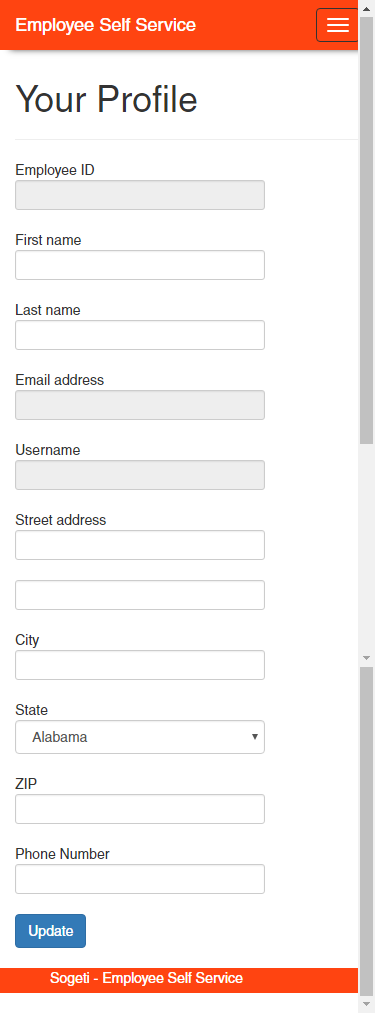 Employee Self Service
Your Profile
Employee ID
First name
Last name
Email address
Username
Street address
City
State
Alabama
ZIP
Phone Number
Update
Sogeti - Employee Self Service